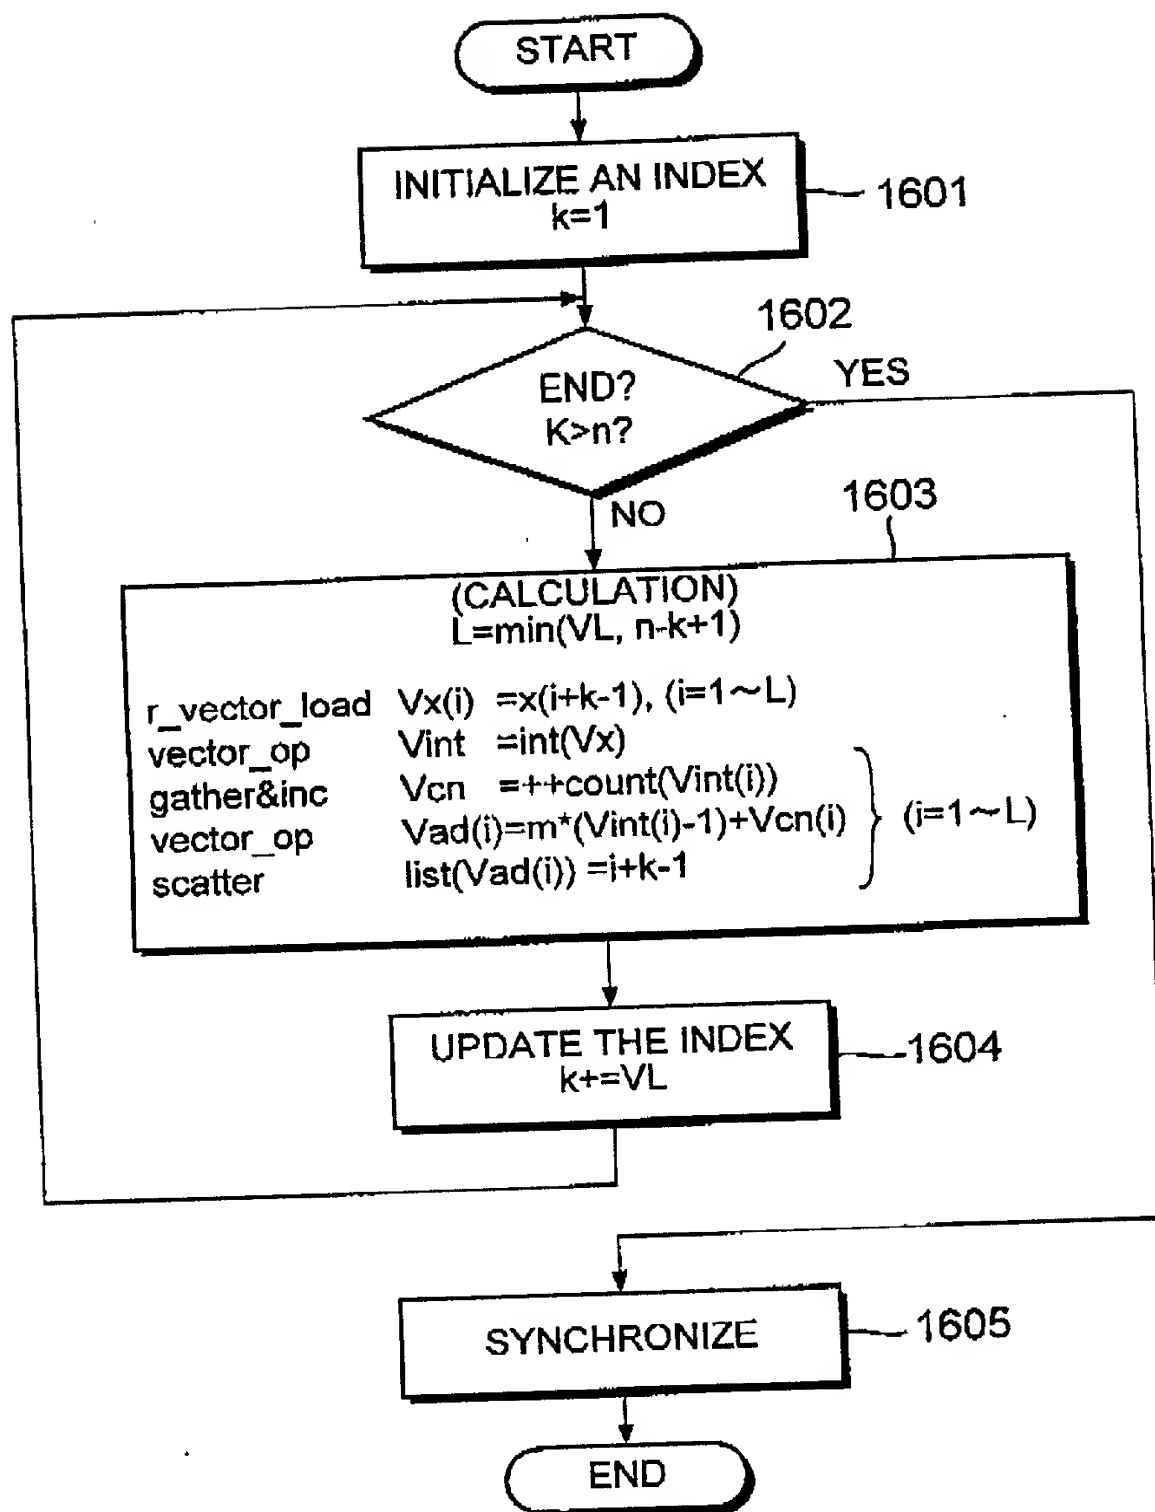 START
INITIALIZE AN INDEX
k=1
1601
1602
END?
K>n?
YES
NO
1603
(CALCULATION)
L=min(VL, n-k+1)
r_vector_load Vx(i) =x(i+k-1), (i=1~L)
vector_op Vint =int(Vx)
gather&inc Vcn =++count(Vint(i))
vector_op Vad(i)=m*(Vint(i)-1)+Vcn(i) (i=1~L)
scatter list(Vad(i)) =i+k-1
UPDATE THE INDEX
k+=VL
1604
SYNCHRONIZE
1605
END